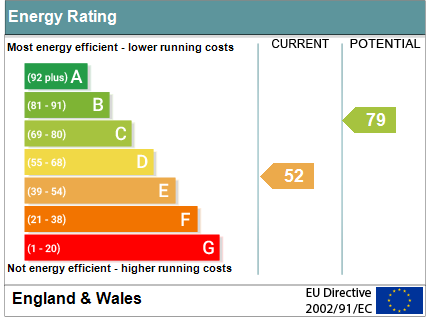 Energy Rating
CURRENT POTENTIAL
Most energy efficient - lower running costs
(92 plus) A
(81 - 91) B
(69 - 80) C
(55 - 68) D
(39 - 54) E
(21 - 38) F
(1 - 20) G
79
52
Not energy efficient - higher running costs
England & Wales
EU Directive
2002/91/EC